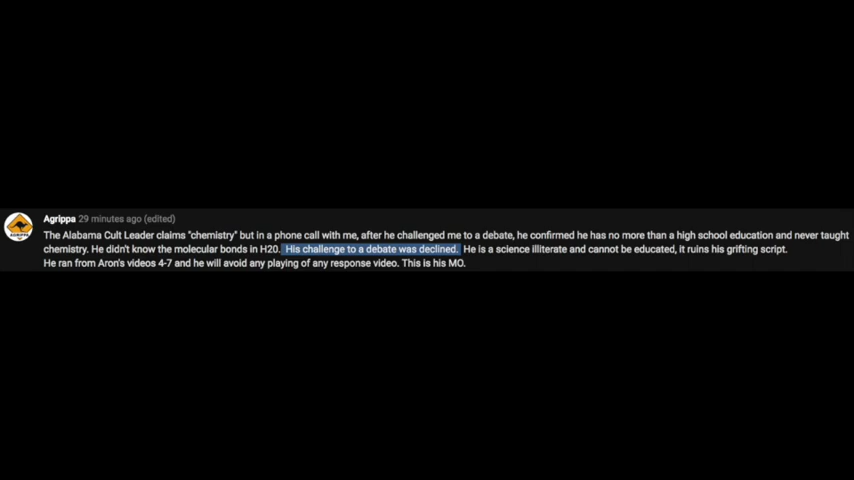 Agrippa 29 minutes ago (edited)
The Alabama Cult Leader claims "chemistry" but in a phone call with me, after he challenged me to a debate, he confirmed he has no more than a high school education and never taught
chemistry. He didn't know the molecular bonds in H20. His challenge to a debate was declined. He is a science illiterate and cannot be educated, it ruins his grifting script.
He ran from Aron's videos 4-7 and he will avoid any playing of any response video. This is his MO.
AGRIPPA